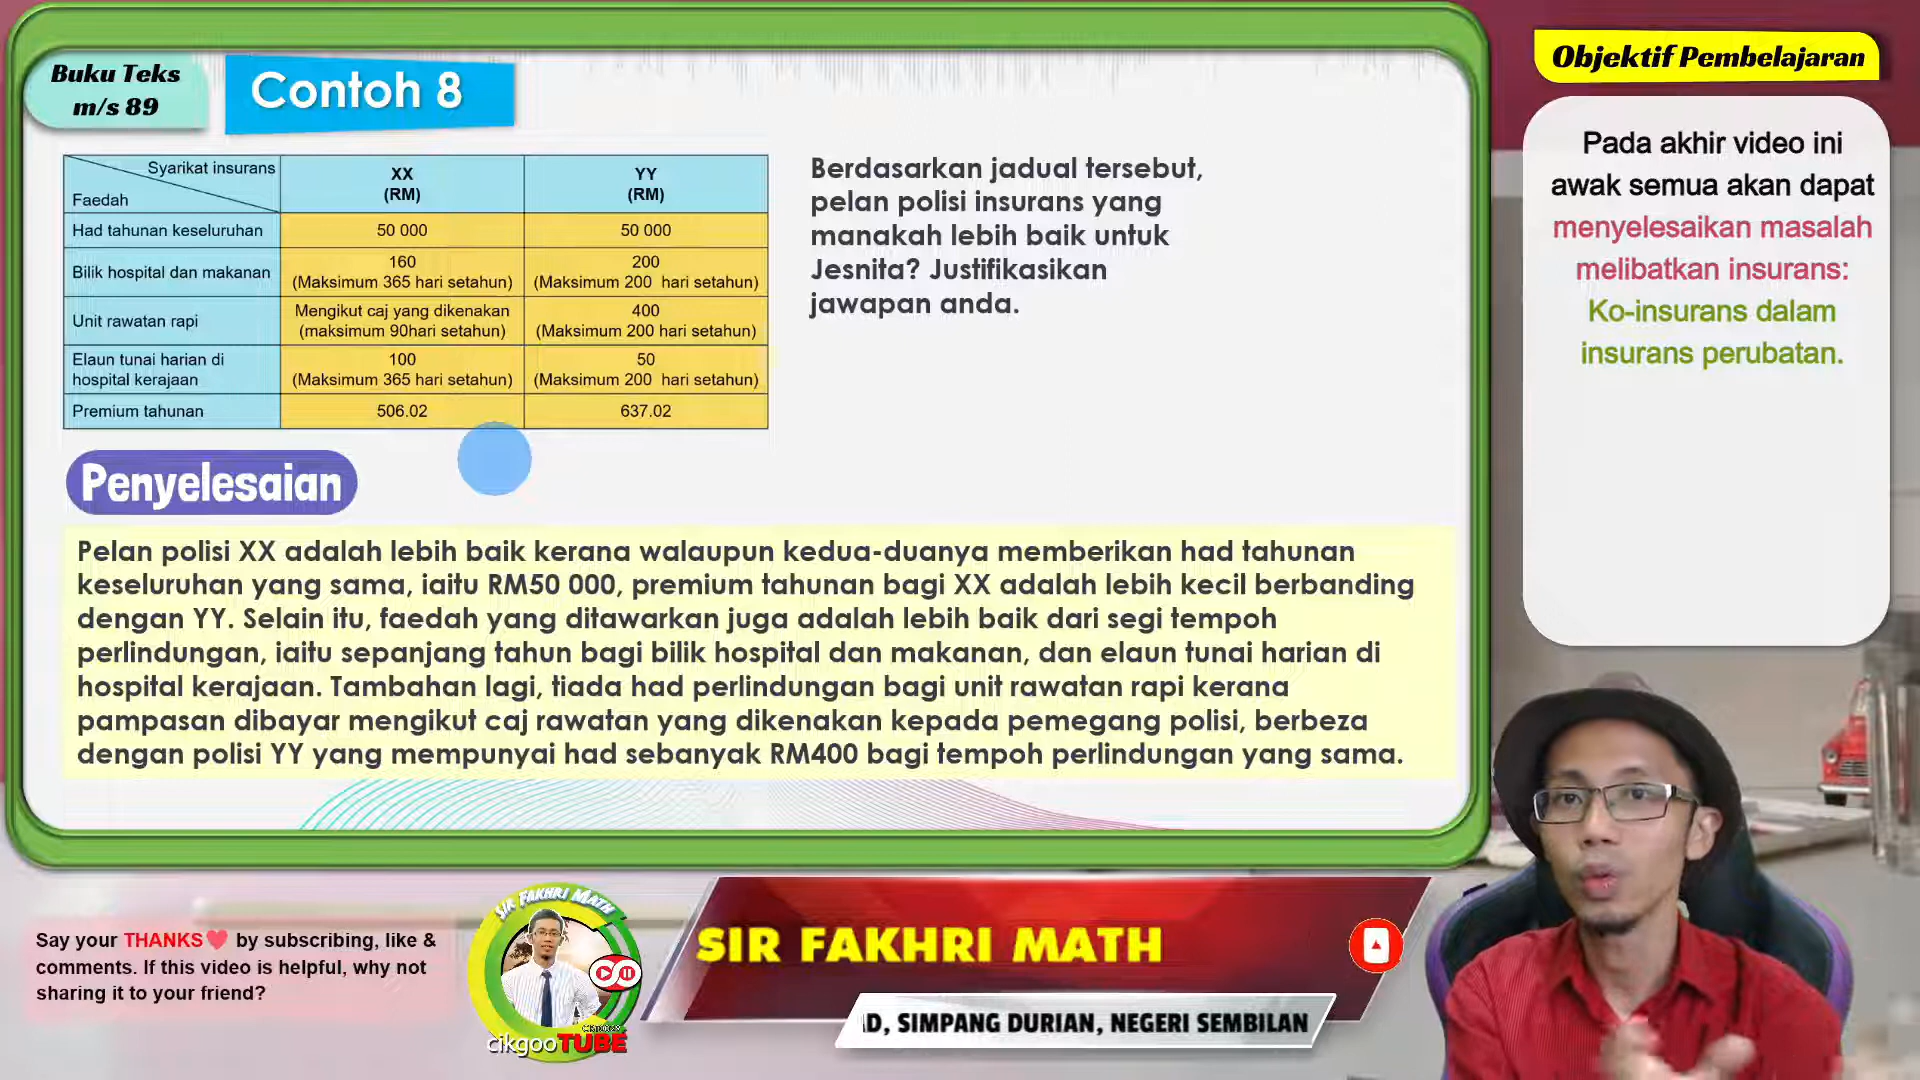 Buku Teks
m/s 89
Contoh 8
Syarikat insurans
Faedah
XX
(RM)
YY
(RM)
Had tahunan keseluruhan
50 000
50 000
Bilik hospital dan makanan
160
(Maksimum 365 hari setahun)
200
(Maksimum 200 hari setahun)
Unit rawatan rapi
Mengikut caj yang dikenakan
(maksimum 90hari setahun)
400
(Maksimum 200 hari setahun)
Elaun tunai harian di
hospital kerajaan
100
(Maksimum 365 hari setahun)
50
(Maksimum 200 hari setahun)
Premium tahunan
506.02
637.02
Berdasarkan jadual tersebut,
pelan polisi insurans yang
manakah lebih baik untuk
Jesnita? Justifikasikan
jawapan anda.
Penyelesaian
Pelan polisi XX adalah lebih baik kerana walaupun kedua-duanya memberikan had tahunan
keseluruhan yang sama, iaitu RM50 000, premium tahunan bagi XX adalah lebih kecil berbanding
dengan YY. Selain itu, faedah yang ditawarkan juga adalah lebih baik dari segi tempoh
perlindungan, iaitu sepanjang tahun bagi bilik hospital dan makanan, dan elaun tunai harian di
hospital kerajaan. Tambahan lagi, tiada had perlindungan bagi unit rawatan rapi kerana
pampasan dibayar mengikut caj rawatan yang dikenakan kepada pemegang polisi, berbeza
dengan polisi YY yang mempunyai had sebanyak RM400 bagi tempoh perlindungan yang sama.
Objektif Pembelajaran
Pada akhir video ini
awak semua akan dapat
menyelesaikan masalah
melibatkan insurans:
Ko-insurans dalam
insurans perubatan.
Say your THANKS❤ by subscribing, like &
comments. If this video is helpful, why not
sharing it to your friend?
SIR FAKHRI MATH
cikgooTUBE
SIR FAKHRI MATH
D, SIMPANG DURIAN, NEGERI SEMBILAN